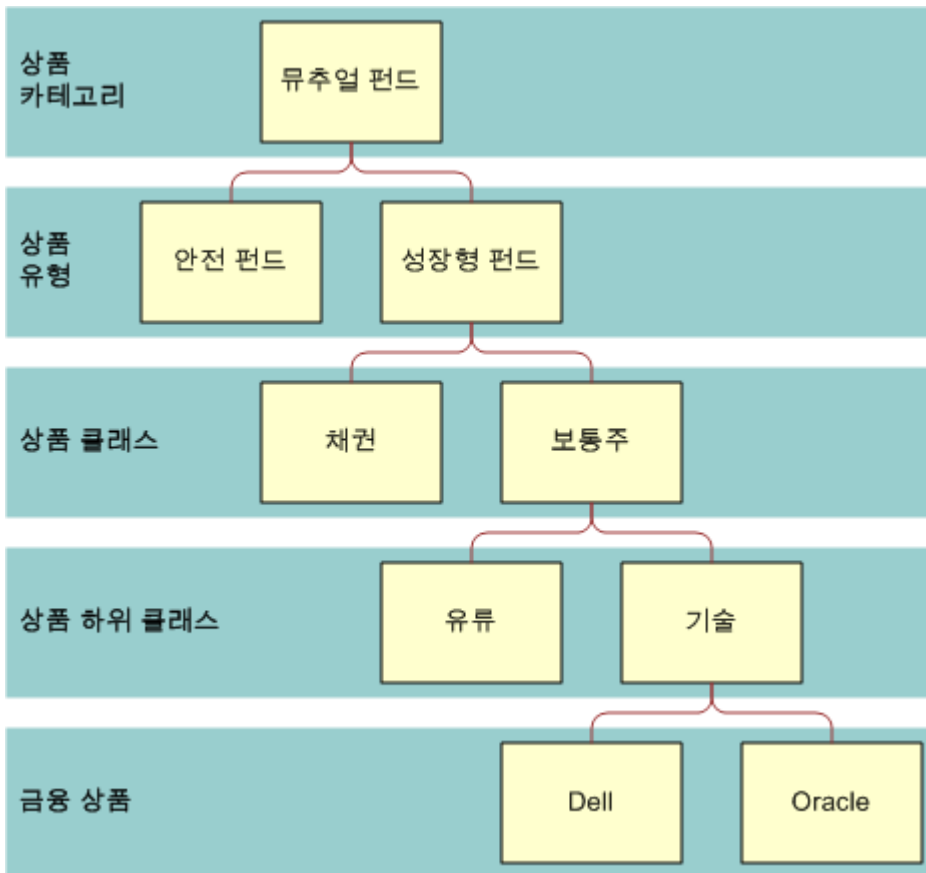 상품
카테고리
뮤추얼 펀드
상품
유형
안전 펀드
성장형 펀드
상품 클래스
채권
보통주
상품 하위 클래스
유류
기술
금융 상품
Dell
Oracle